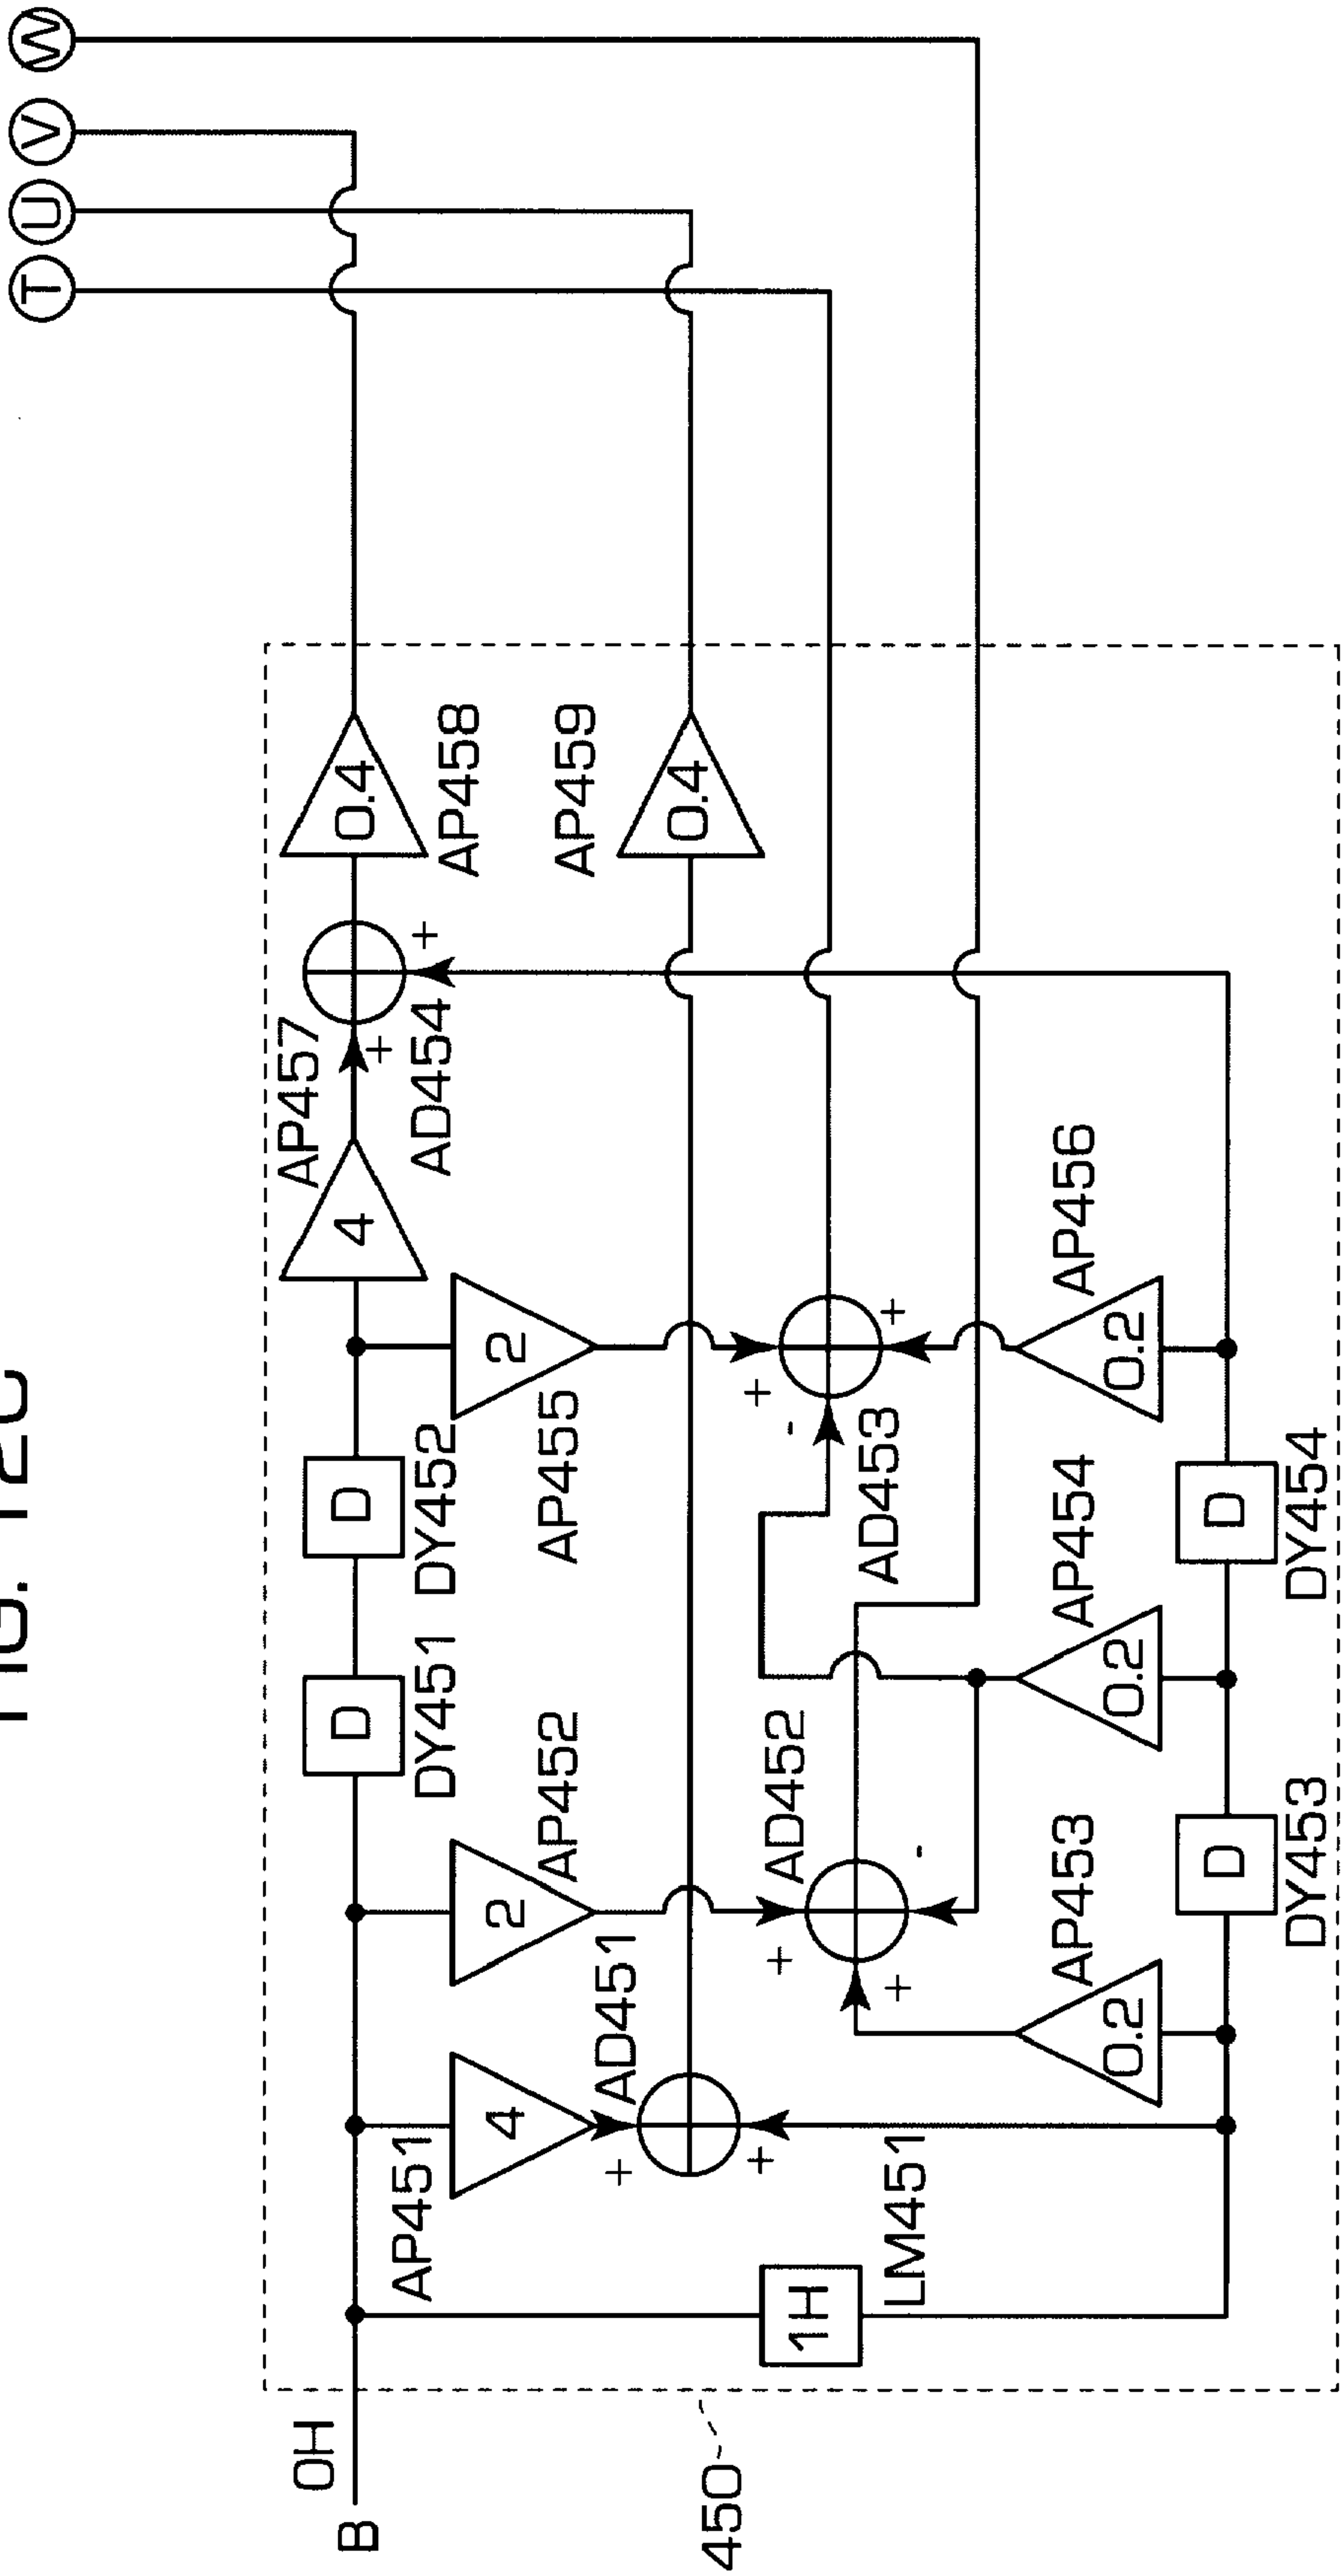 FIG. 12C
T
U
V
W
B
0H
450
AP451
4
+
+
AD451
2
AP452
1H
LM451
D
DY451
D
DY452
2
AP455
4
AP457
+
+
AD454
0.4
AP458
0.4
AP459
AD452
+
+
-
0.2
AP453
0.2
AP454
0.2
AP456
+
-
+
AD453
D
DY453
D
DY454